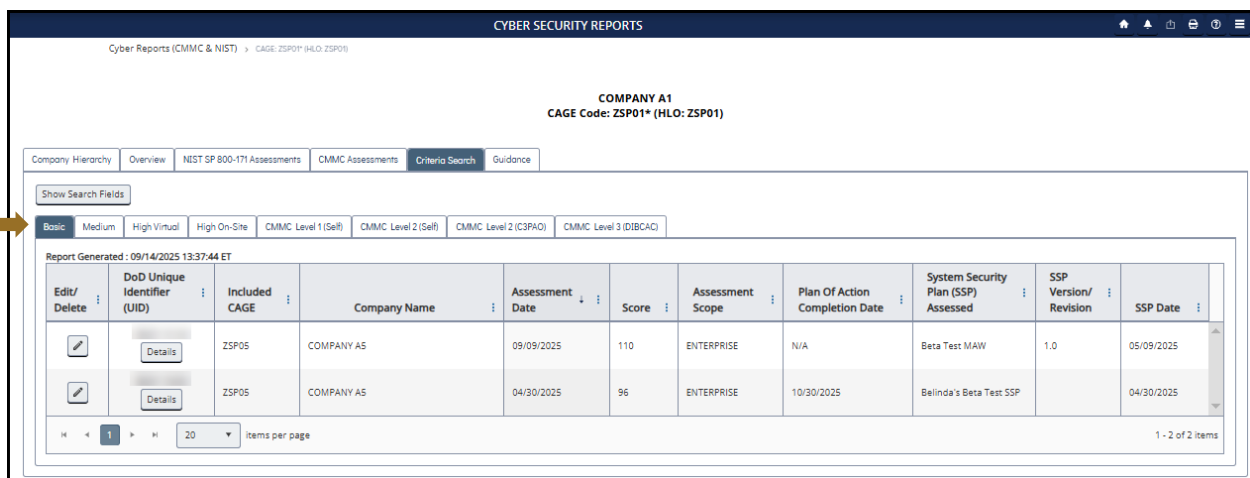 CYBER SECURITY REPORTS
Cyber Reports (CMMC & NIST) > CAGE: ZSP01* (HLO: ZSP01)
COMPANY A1
CAGE Code: ZSP01* (HLO: ZSP01)
Company Hierarchy Overview NIST SP 800-171 Assessments CMMC Assessments Criteria Search Guidance
Show Search Fields
Basic Medium High Virtual High On-Site CMMC Level 1 (Self) CMMC Level 2 (Self) CMMC Level 2 (C3PAO) CMMC Level 3 (DIBCAC)
Report Generated : 09/14/2025 13:37:44 ET
Edit/ Delete DoD Unique Identifier (UID) Included CAGE Company Name Assessment Date ↓ Score Assessment Scope Plan Of Action Completion Date System Security Plan (SSP) Assessed SSP Version/ Revision SSP Date
Details ZSP05 COMPANY A5 09/09/2025 110 ENTERPRISE N/A Beta Test MAW 1.0 05/09/2025
Details ZSP05 COMPANY A5 04/30/2025 96 ENTERPRISE 10/30/2025 Belinda's Beta Test SSP 04/30/2025
1 20 items per page 1 - 2 of 2 items